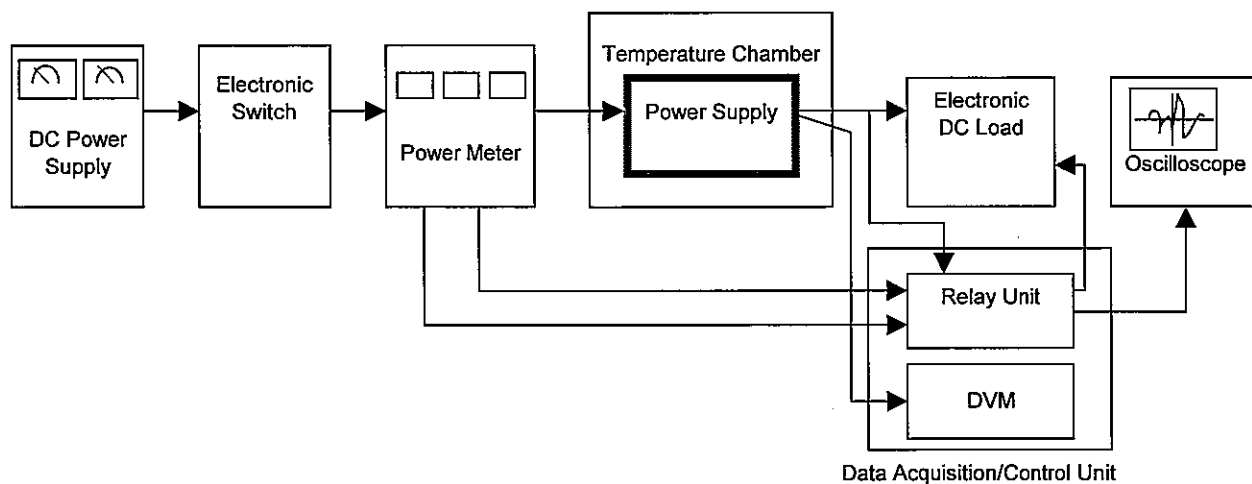 DC Power
Supply
Electronic
Switch
Power Meter
Temperature Chamber
Power Supply
Electronic
DC Load
Oscilloscope
Relay Unit
DVM
Data Acquisition/Control Unit